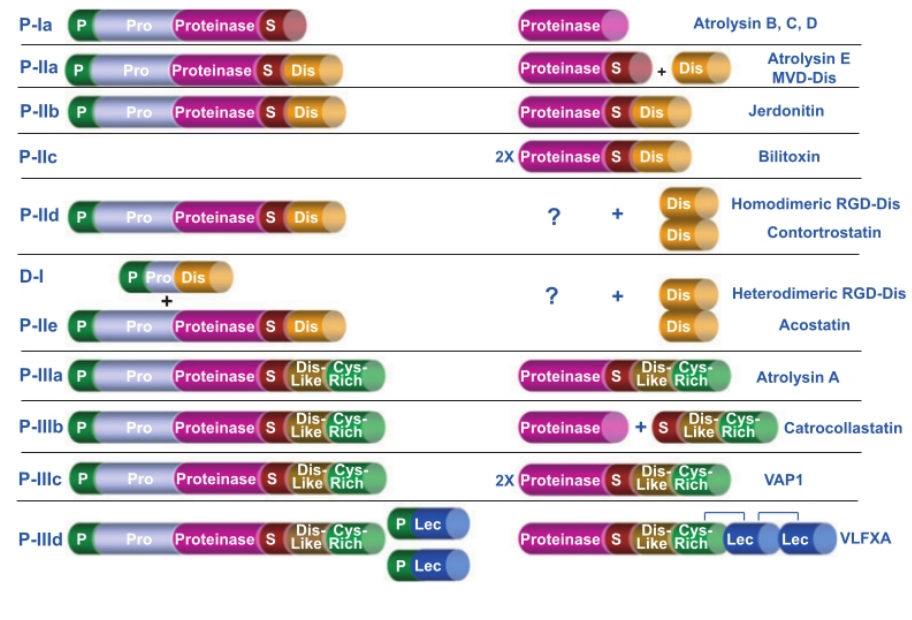 P-Ia P Pro Proteinase S Proteinase Atrolysin B, C, D
P-IIa P Pro Proteinase S Dis Proteinase S + Dis Atrolysin E
MVD-Dis
P-IIb P Pro Proteinase S Dis Proteinase S Dis Jerdonitin
P-IIc 2X Proteinase S Dis Bilitoxin
P-IId P Pro Proteinase S Dis ? + Dis Homodimeric RGD-Dis
Dis Contortrostatin
D-I P Pro Dis
+ ? + Dis Heterodimeric RGD-Dis
P-IIe P Pro Proteinase S Dis Dis Acostatin
P-IIIa P Pro Proteinase S Dis-Like Cys-Rich Proteinase S Dis-Like Cys-Rich Atrolysin A
P-IIIb P Pro Proteinase S Dis-Like Cys-Rich Proteinase + S Dis-Like Cys-Rich Catrocollastatin
P-IIIc P Pro Proteinase S Dis-Like Cys-Rich 2X Proteinase S Dis-Like Cys-Rich VAP1
P Lec
P-IIId P Pro Proteinase S Dis-Like Cys-Rich Proteinase S Dis-Like Cys-Rich Lec Lec VLFXA
P Lec